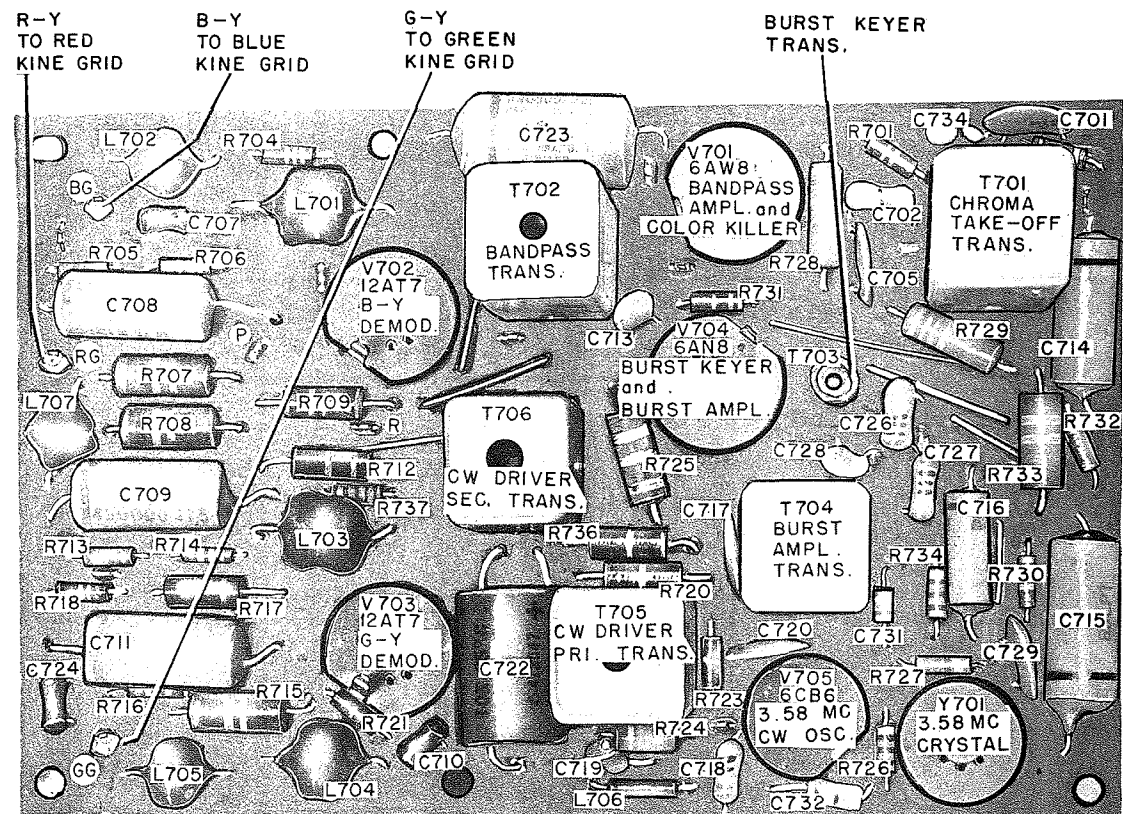 R-Y
TO RED
KINE GRID
B-Y
TO BLUE
KINE GRID
G-Y
TO GREEN
KINE GRID
BURST KEYER
TRANS.
L702
R704
C723
V701
6AW8
BANDPASS
AMPL. and
COLOR KILLER
R701
C734
C701
BG
C707
L701
T702
BANDPASS
TRANS.
R728
C702
T701
CHROMA
TAKE-OFF
TRANS.
R705
R706
C708
V702
12AT7
B-Y
DEMOD.
C713
R731
C705
R729
C714
P
RG
R707
V704
6AN8
BURST KEYER
and
BURST AMPL.
T703
L707
R708
R709
R
T706
CW DRIVER
SEC. TRANS.
R725
C728
C726
C727
R733
R732
C709
R712
R737
L703
R736
C717
T704
BURST
AMPL.
TRANS.
R734
C716
R730
R713
R714
R718
R717
R720
C731
C729
C715
C711
V703
12AT7
G-Y
DEMOD.
C722
T705
CW DRIVER
PRI. TRANS.
C720
R723
R727
C724
R716
R715
R721
C710
R724
V705
6CB6
3.58 MC
CW OSC.
Y701
3.58 MC
CRYSTAL
GG
L705
L704
C719
L706
C718
R726
C732